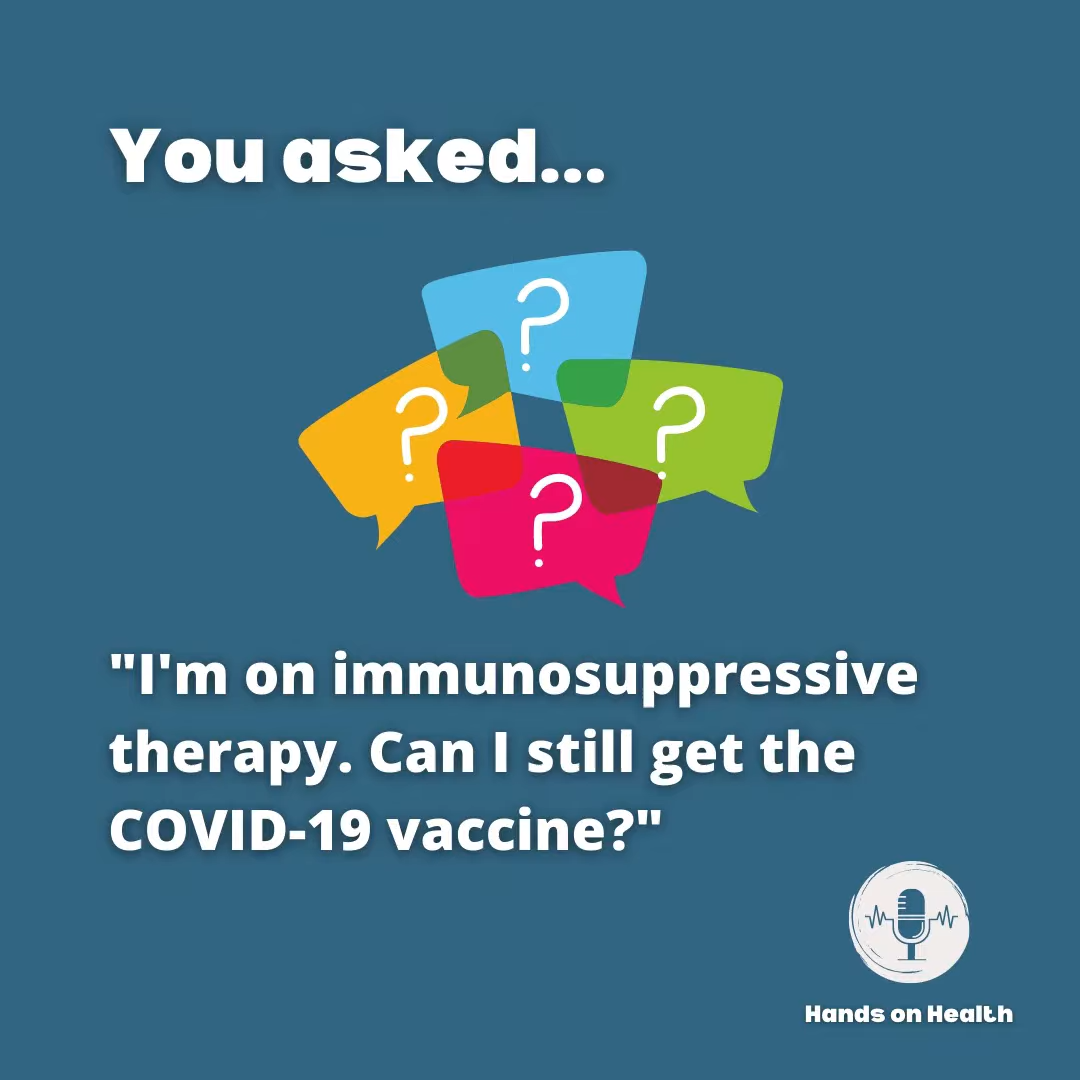 You asked...
?
?
?
?
"I'm on immunosuppressive
therapy. Can I still get the
COVID-19 vaccine?"
Hands on Health